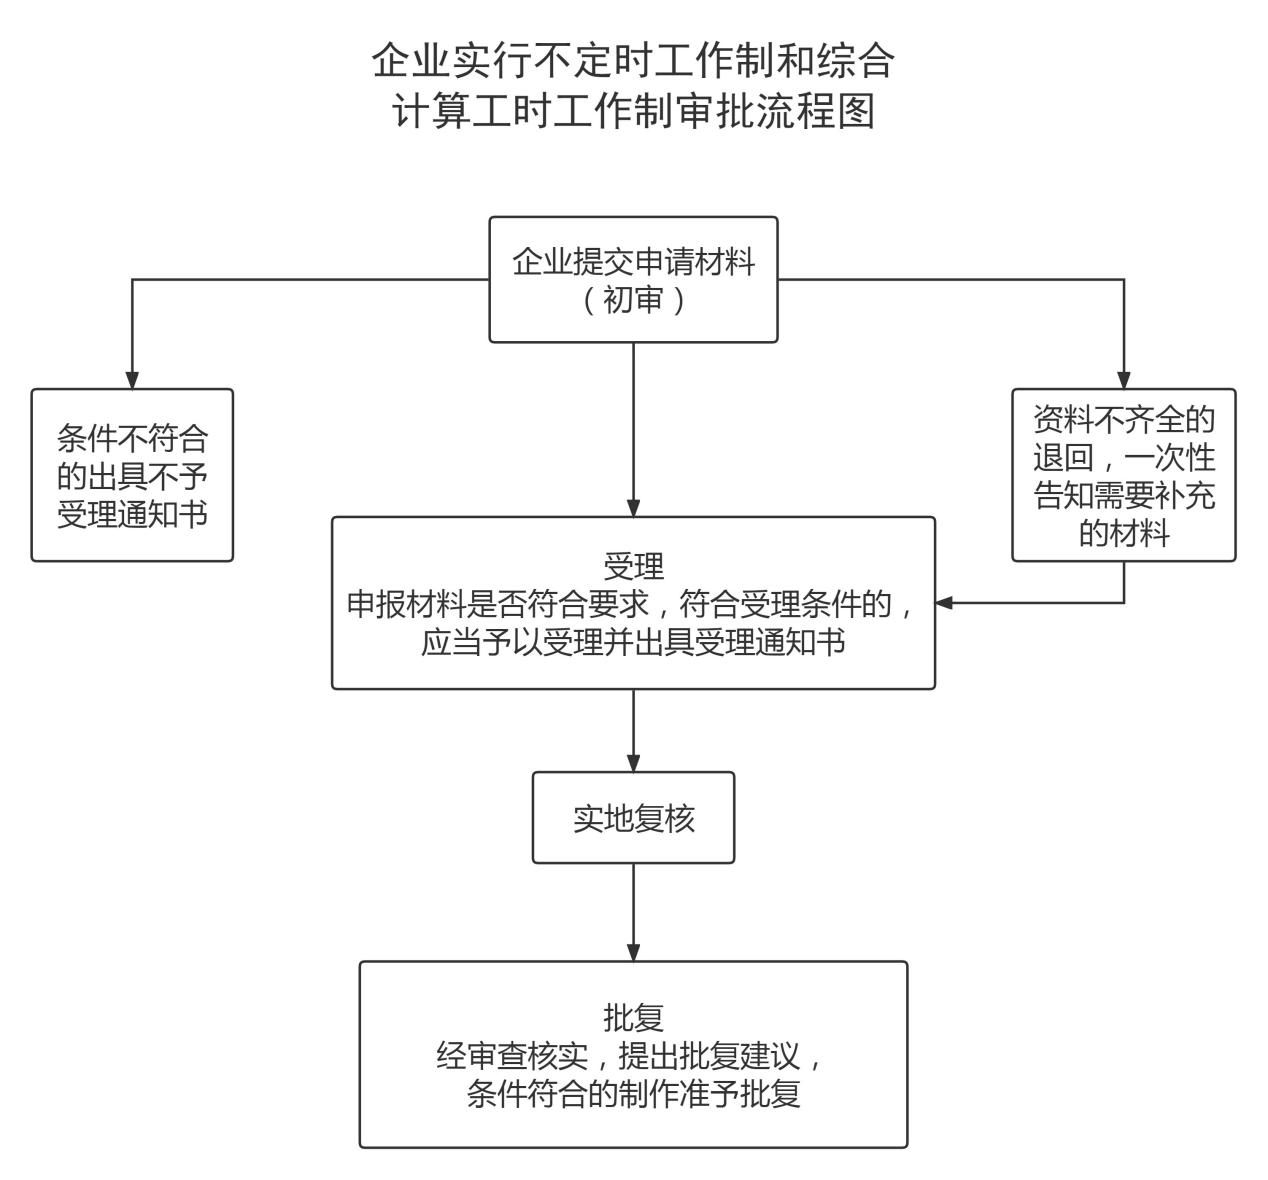 企业实行不定时工作制和综合
计算工时工作制审批流程图
企业提交申请材料
（初审）
条件不符合
的出具不予
受理通知书
资料不齐全的
退回，一次性
告知需要补充
的材料
受理
申报材料是否符合要求，符合受理条件的，
应当予以受理并出具受理通知书
实地复核
批复
经审查核实，提出批复建议，
条件符合的制作准予批复